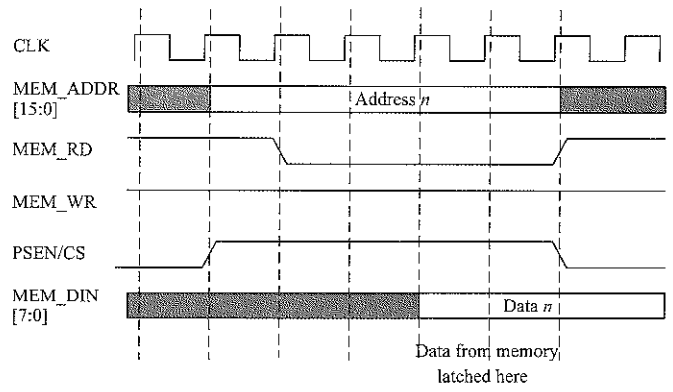 CLK
MEM_ADDR
[15:0]
Address n
MEM_RD
MEM_WR
PSEN/CS
MEM_DIN
[7:0]
Data n
Data from memory
latched here